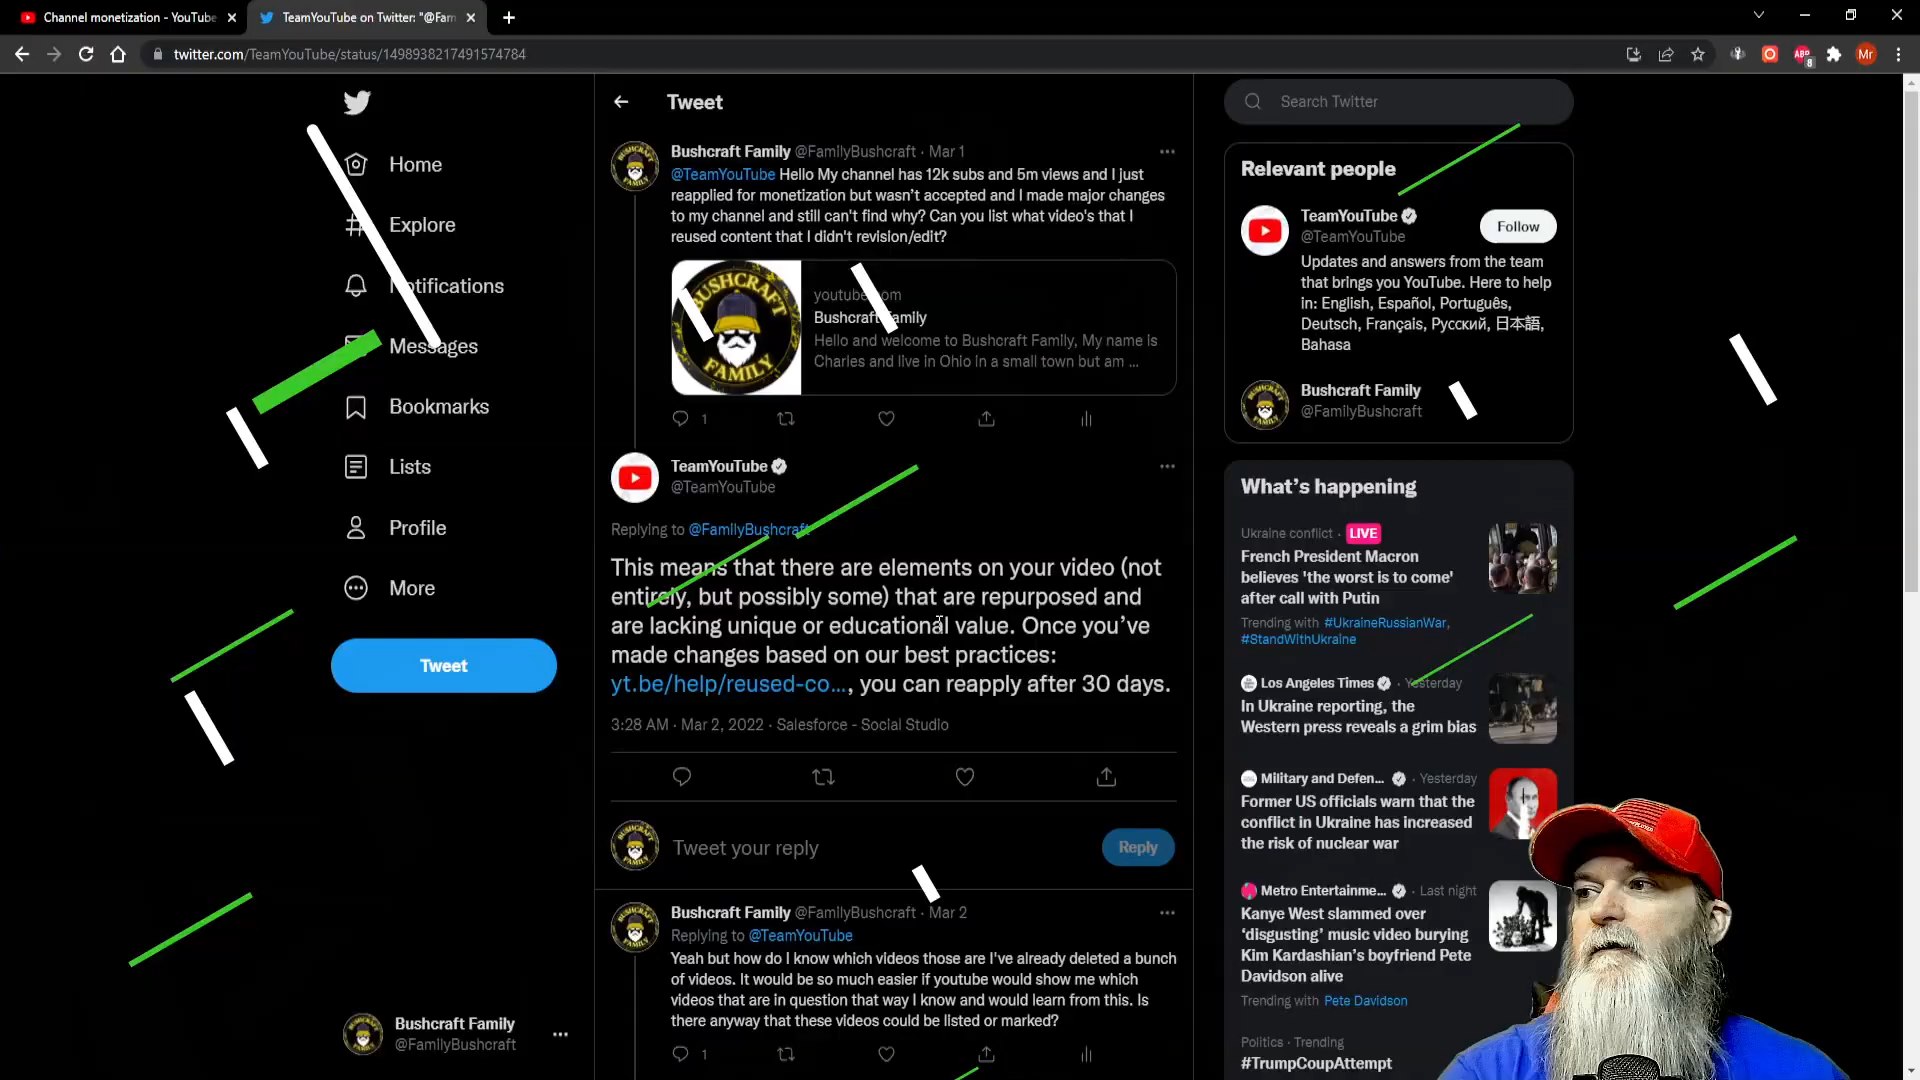 Channel monetization - YouTube
TeamYouTube on Twitter: "@Fam
twitter.com/TeamYouTube/status/1498938217491574784
ABP
8
Mr
Home
Explore
Notifications
Messages
Bookmarks
Lists
Profile
More
Tweet
Bushcraft Family
@FamilyBushcraft
Tweet
Bushcraft Family @FamilyBushcraft · Mar 1
@TeamYouTube Hello My channel has 12k subs and 5m views and I just
reapplied for monetization but wasn’t accepted and I made major changes
to my channel and still can't find why? Can you list what video's that I
reused content that I didn't revision/edit?
BUSHCRAFT
FAMILY
youtube.com
Bushcraft Family
Hello and welcome to Bushcraft Family, My name is
Charles and live in Ohio in a small town but am ...
1
TeamYouTube
@TeamYouTube
Replying to @FamilyBushcraft
This means that there are elements on your video (not
entirely, but possibly some) that are repurposed and
are lacking unique or educational value. Once you’ve
made changes based on our best practices:
yt.be/help/reused-co..., you can reapply after 30 days.
3:28 AM · Mar 2, 2022 · Salesforce - Social Studio
Tweet your reply
Reply
Bushcraft Family @FamilyBushcraft · Mar 2
Replying to @TeamYouTube
Yeah but how do I know which videos those are I've already deleted a bunch
of videos. It would be so much easier if youtube would show me which
videos that are in question that way I know and would learn from this. Is
there anyway that these videos could be listed or marked?
1
Search Twitter
Relevant people
TeamYouTube
@TeamYouTube
Follow
Updates and answers from the team
that brings you YouTube. Here to help
in: English, Español, Português,
Deutsch, Français, Русский, 日本語,
Bahasa
Bushcraft Family
@FamilyBushcraft
What’s happening
Ukraine conflict · LIVE
French President Macron
believes 'the worst is to come'
after call with Putin
Trending with #UkraineRussianWar,
#StandWithUkraine
Los Angeles Times · Yesterday
In Ukraine reporting, the
Western press reveals a grim bias
Military and Defen... · Yesterday
Former US officials warn that the
conflict in Ukraine has increased
the risk of nuclear war
Metro Entertainme... · Last night
Kanye West slammed over
‘disgusting’ music video burying
Kim Kardashian’s boyfriend Pete
Davidson alive
Trending with Pete Davidson
Politics · Trending
#TrumpCoupAttempt